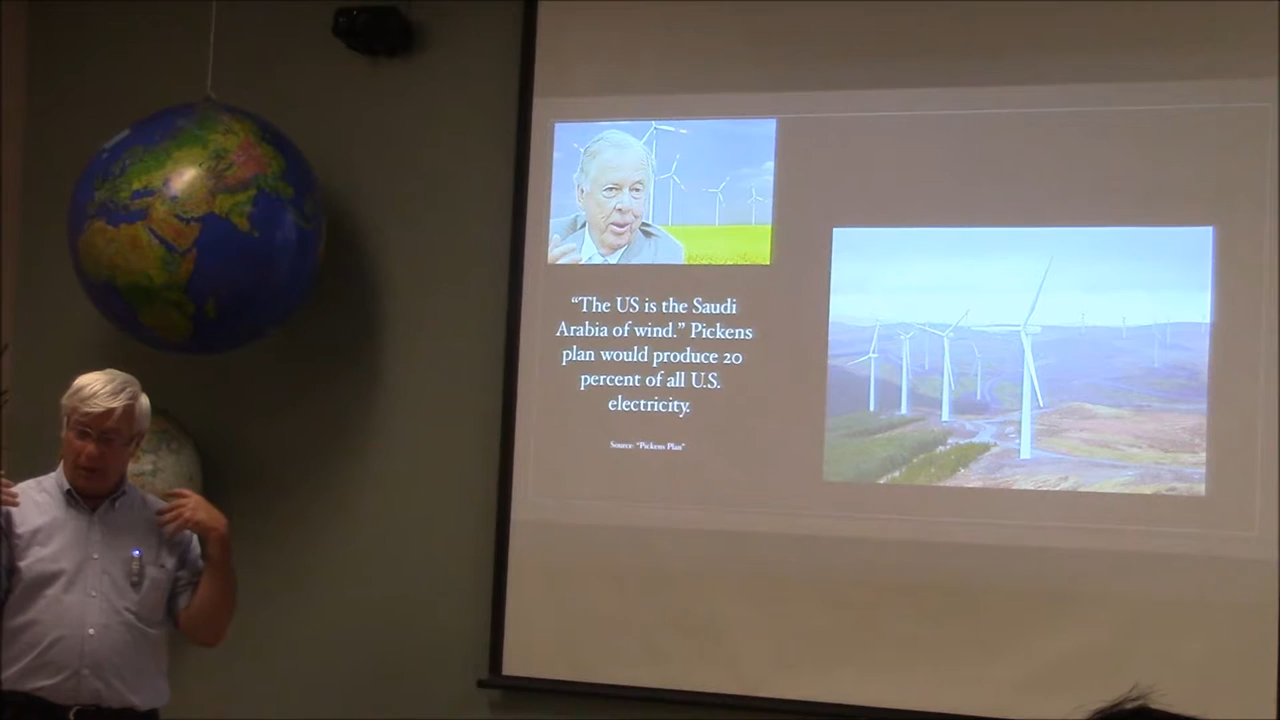 “The US is the Saudi
Arabia of wind.” Pickens
plan would produce 20
percent of all U.S.
electricity.
Source: “Pickens Plan”